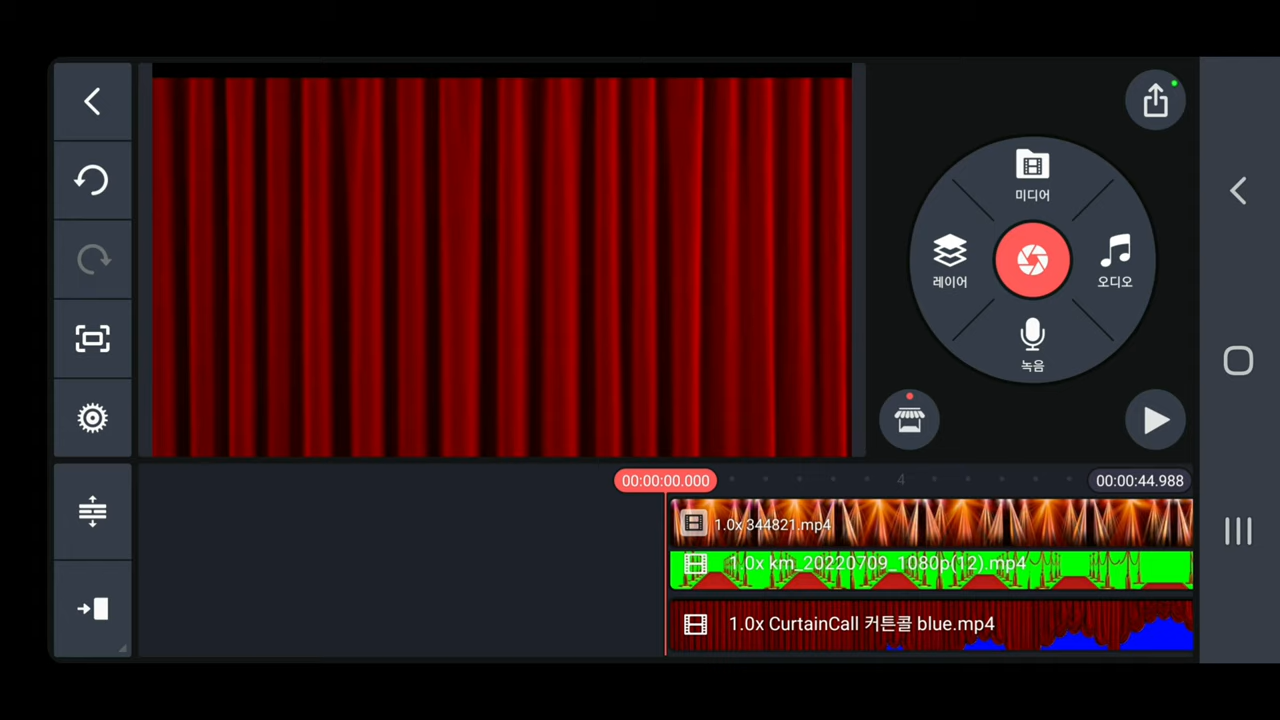 미디어
레이어
오디오
녹음
00:00:00.000
4
00:00:44.988
1.0x 344821.mp4
1.0x km_20220709_1080p(12).mp4
1.0x CurtainCall 커튼콜 blue.mp4